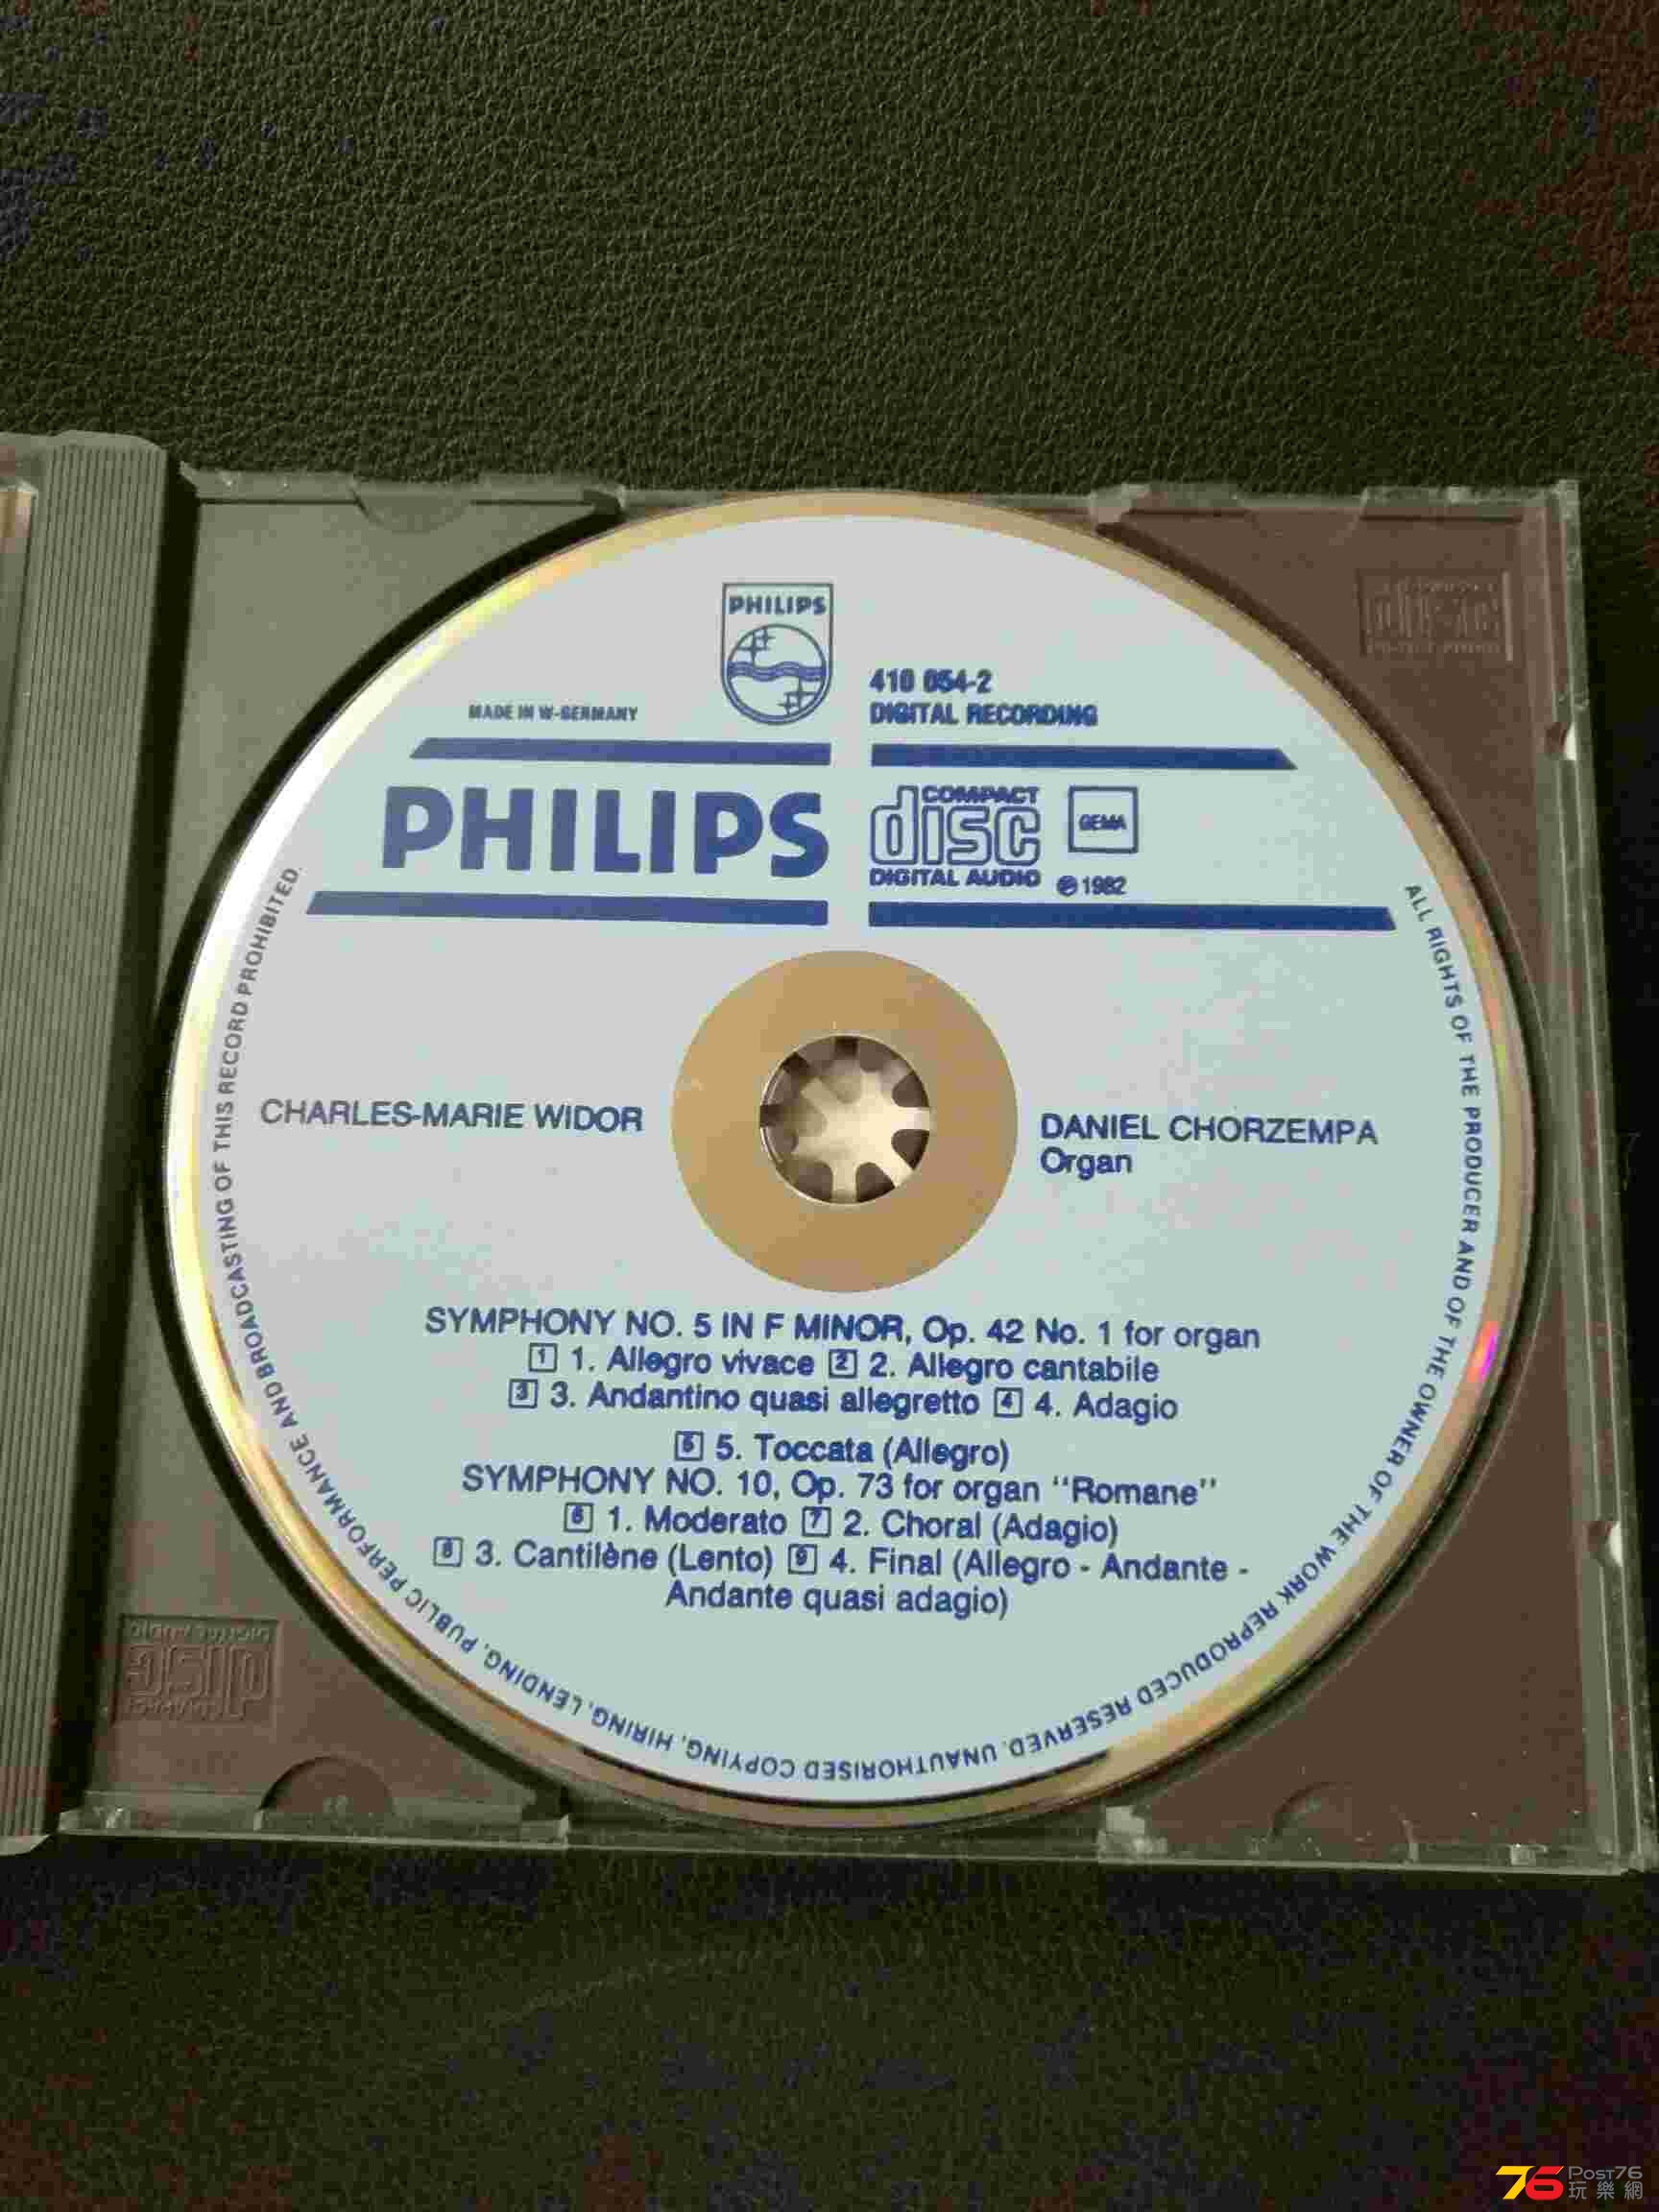 PHILIPS
410 054-2
MADE IN W-GERMANY
DIGITAL RECORDING
PHILIPS
COMPACT
disc
DIGITAL AUDIO
GEMA
℗ 1982
CHARLES-MARIE WIDOR
DANIEL CHORZEMPA
Organ
SYMPHONY NO. 5 IN F MINOR, Op. 42 No. 1 for organ
1 1. Allegro vivace 2 2. Allegro cantabile
3 3. Andantino quasi allegretto 4 4. Adagio
5 5. Toccata (Allegro)
SYMPHONY NO. 10, Op. 73 for organ "Romane"
6 1. Moderato 7 2. Choral (Adagio)
8 3. Cantilène (Lento) 9 4. Final (Allegro - Andante -
Andante quasi adagio)
ALL RIGHTS OF THE PRODUCER AND OF THE OWNER OF THE WORK REPRODUCED RESERVED. UNAUTHORISED COPYING, HIRING, LENDING, PUBLIC PERFORMANCE AND BROADCASTING OF THIS RECORD PROHIBITED.
COMPACT
disc
DIGITAL AUDIO
76 Post76
玩樂網